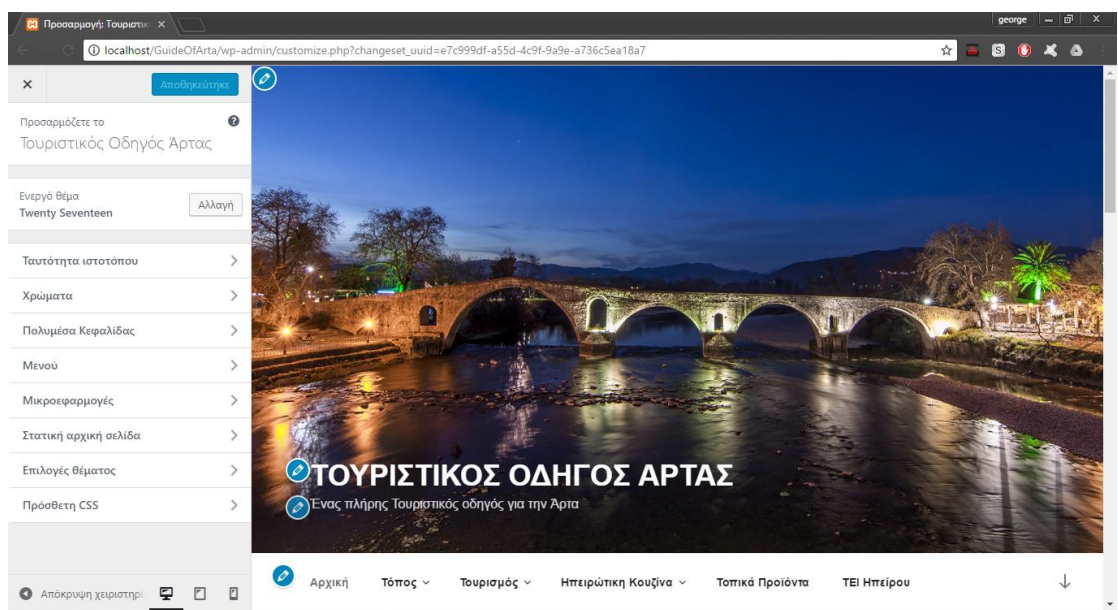 Προσαρμογή: Τουριστικ
george
localhost/GuideOfArta/wp-admin/customize.php?changeset_uuid=e7c999df-a55d-4c9f-9a9e-a736c5ea18a7
Αποθηκεύτηκε
Προσαρμόζετε το
Τουριστικός Οδηγός Άρτας
Ενεργό θέμα
Twenty Seventeen
Αλλαγή
Ταυτότητα ιστοτόπου
Χρώματα
Πολυμέσα Κεφαλίδας
Μενού
Μικροεφαρμογές
Στατική αρχική σελίδα
Επιλογές θέματος
Πρόσθετη CSS
Απόκρυψη χειριστηρί
ΤΟΥΡΙΣΤΙΚΟΣ ΟΔΗΓΟΣ ΑΡΤΑΣ
Ένας πλήρης Τουριστικός οδηγός για την Άρτα
Αρχική Τόπος Τουρισμός Ηπειρώτικη Κουζίνα Τοπικά Προϊόντα ΤΕΙ Ηπείρου